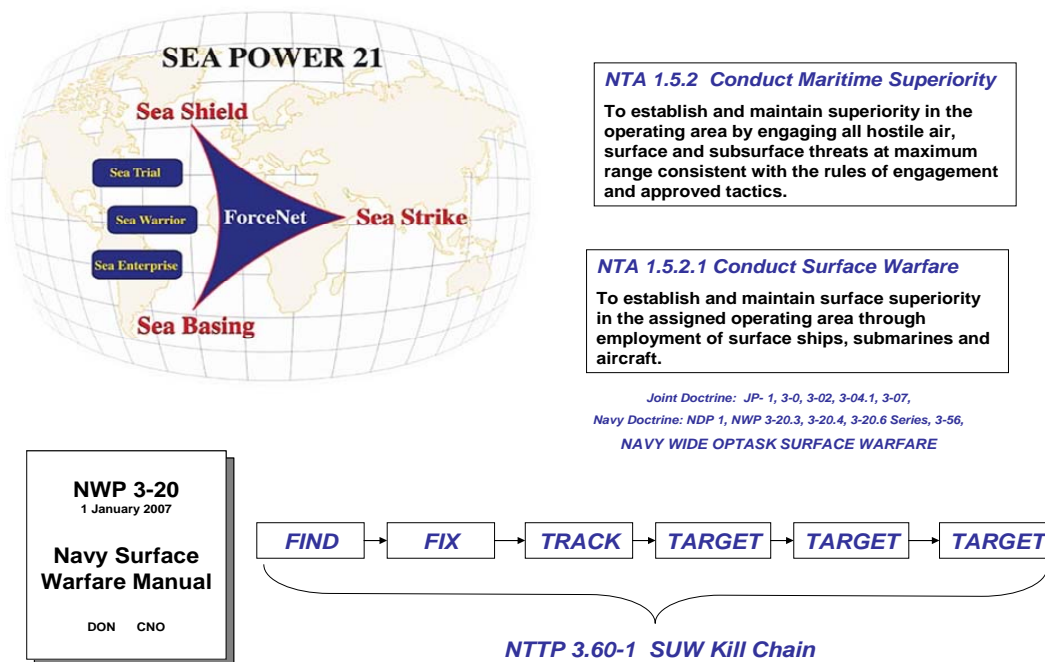 SEA POWER 21
Sea Shield
Sea Trial
Sea Warrior
ForceNet
Sea Strike
Sea Enterprise
Sea Basing
NTA 1.5.2 Conduct Maritime Superiority
To establish and maintain superiority in the
operating area by engaging all hostile air,
surface and subsurface threats at maximum
range consistent with the rules of engagement
and approved tactics.
NTA 1.5.2.1 Conduct Surface Warfare
To establish and maintain surface superiority
in the assigned operating area through
employment of surface ships, submarines and
aircraft.
Joint Doctrine: JP- 1, 3-0, 3-02, 3-04.1, 3-07,
Navy Doctrine: NDP 1, NWP 3-20.3, 3-20.4, 3-20.6 Series, 3-56,
NAVY WIDE OPTASK SURFACE WARFARE
NWP 3-20
1 January 2007
Navy Surface
Warfare Manual
DON CNO
FIND
FIX
TRACK
TARGET
TARGET
TARGET
NTTP 3.60-1 SUW Kill Chain